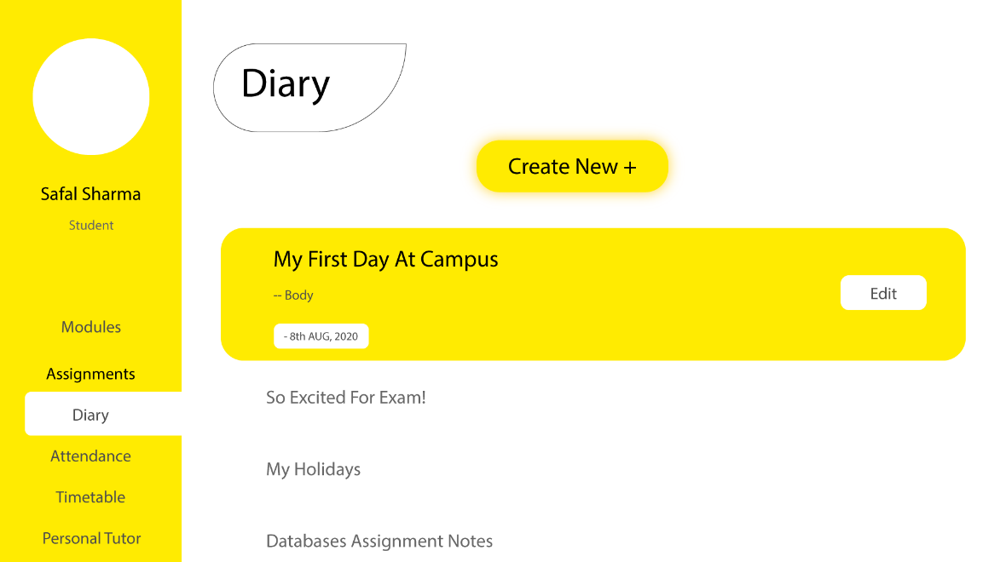 Safal Sharma
Student
Modules
Assignments
Diary
Attendance
Timetable
Personal Tutor
Diary
Create New +
My First Day At Campus
-- Body
Edit
- 8th AUG, 2020
So Excited For Exam!
My Holidays
Databases Assignment Notes